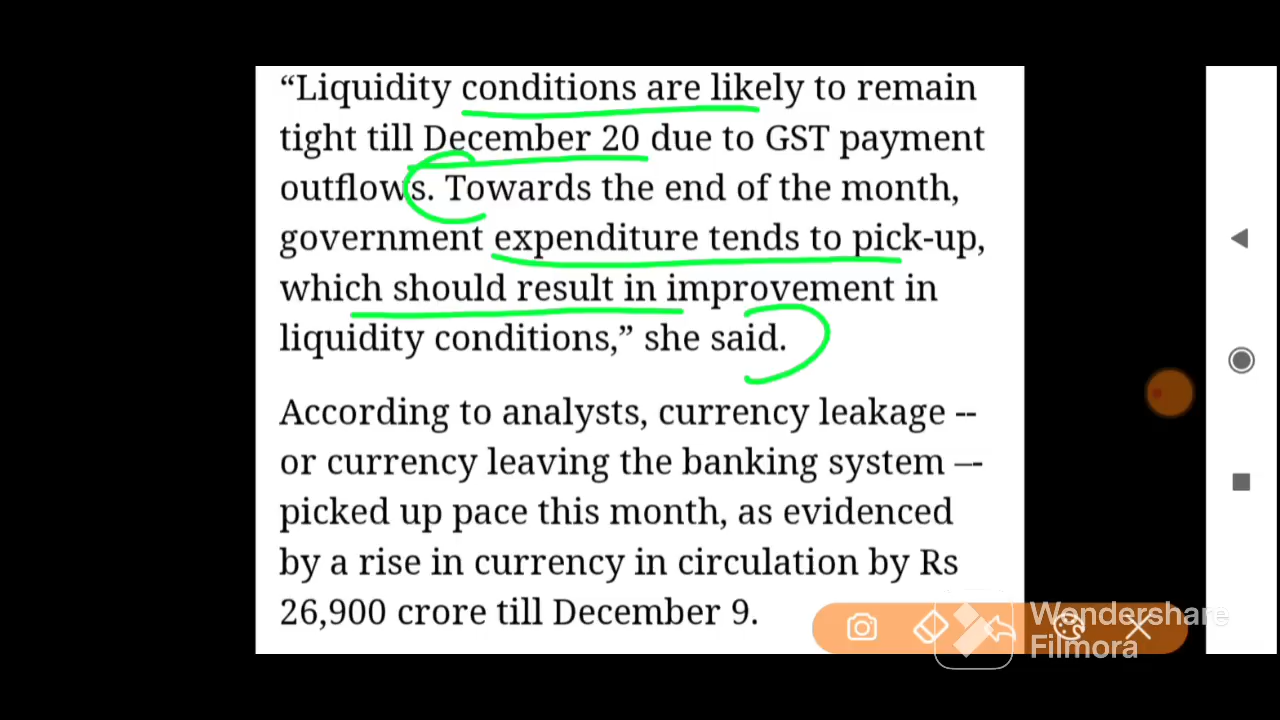 “Liquidity conditions are likely to remain
tight till December 20 due to GST payment
outflows. Towards the end of the month,
government expenditure tends to pick-up,
which should result in improvement in
liquidity conditions,” she said.
According to analysts, currency leakage --
or currency leaving the banking system –-
picked up pace this month, as evidenced
by a rise in currency in circulation by Rs
26,900 crore till December 9.
Wondershare
Filmora